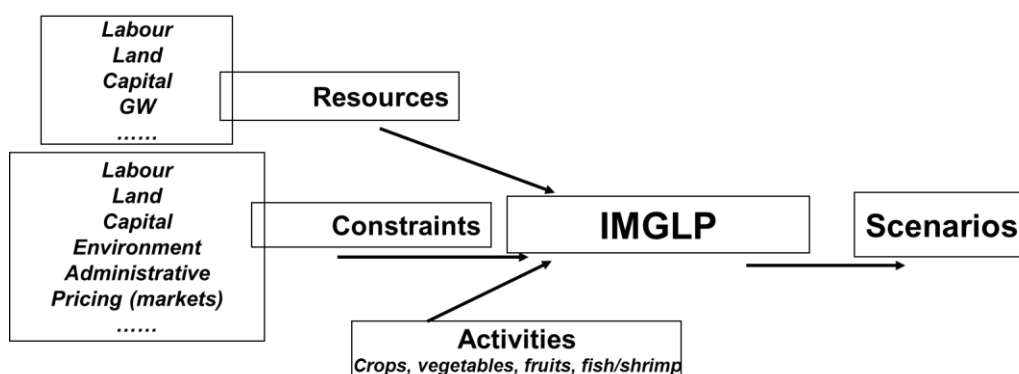 Labour
Land
Capital
GW
......
Resources
Labour
Land
Capital
Environment
Administrative
Pricing (markets)
......
Constraints
IMGLP
Scenarios
Activities
Crops, vegetables, fruits, fish/shrimp